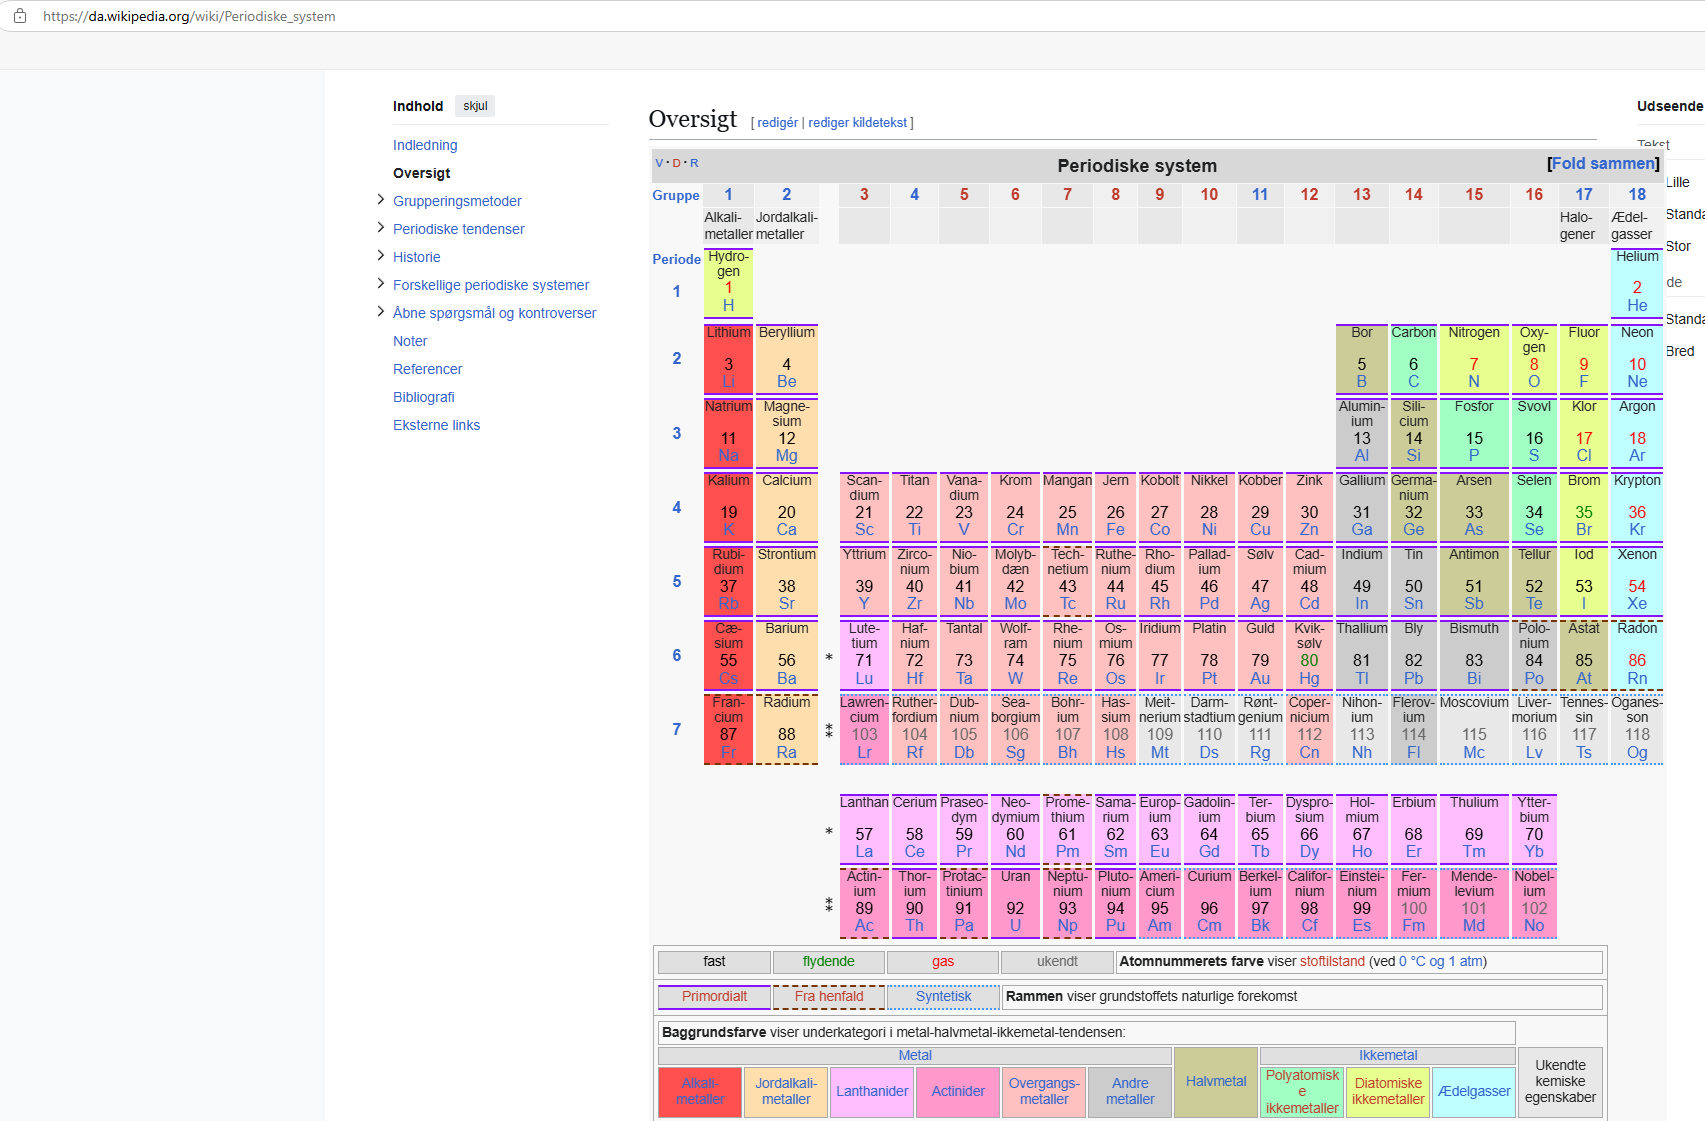 https://da.wikipedia.org/wiki/Periodiske_system
Indhold skjul
Indledning
Oversigt
Grupperingsmetoder
Periodiske tendenser
Historie
Forskellige periodiske systemer
Åbne spørgsmål og kontroverser
Noter
Referencer
Bibliografi
Eksterne links
Oversigt [ redigér | rediger kildetekst ]
V · D · R Periodiske system [Fold sammen]
Gruppe 1 2 3 4 5 6 7 8 9 10 11 12 13 14 15 16 17 18
Alkali- Jordalkali- Halo- Ædel-
metaller metaller gener gasser
Periode Hydro- Helium
gen
1 1 2
H He
Lithium Beryllium Bor Carbon Nitrogen Oxy- Fluor Neon
gen
2 3 4 5 6 7 8 9 10
Li Be B C N O F Ne
Natrium Magne- Alumin- Sili- Fosfor Svovl Klor Argon
sium ium cium
3 11 12 13 14 15 16 17 18
Na Mg Al Si P S Cl Ar
Kalium Calcium Scan- Titan Vana- Krom Mangan Jern Kobolt Nikkel Kobber Zink Gallium Germa- Arsen Selen Brom Krypton
dium dium nium
4 19 20 21 22 23 24 25 26 27 28 29 30 31 32 33 34 35 36
K Ca Sc Ti V Cr Mn Fe Co Ni Cu Zn Ga Ge As Se Br Kr
Rubi- Strontium Yttrium Zirco- Nio- Molyb- Tech- Ruthe- Rho- Pallad- Sølv Cad- Indium Tin Antimon Tellur Iod Xenon
dium nium bium dæn netium nium dium ium mium
5 37 38 39 40 41 42 43 44 45 46 47 48 49 50 51 52 53 54
Rb Sr Y Zr Nb Mo Tc Ru Rh Pd Ag Cd In Sn Sb Te I Xe
Cæ- Barium Lute- Haf- Tantal Wolf- Rhe- Os- Iridium Platin Guld Kvik- Thallium Bly Bismuth Polo- Astat Radon
sium tium nium ram nium mium sølv nium
6 55 56 * 71 72 73 74 75 76 77 78 79 80 81 82 83 84 85 86
Cs Ba Lu Hf Ta W Re Os Ir Pt Au Hg Tl Pb Bi Po At Rn
Fran- Radium Lawren- Ruther- Dub- Sea- Bohr- Has- Meit- Darm- Rønt- Coper- Nihon- Flerov- Moscovium Liver- Tennes- Oganes-
cium cium fordium nium borgium ium sium nerium stadtium genium nicium ium ium morium sin son
7 87 88 ** 103 104 105 106 107 108 109 110 111 112 113 114 115 116 117 118
Fr Ra Lr Rf Db Sg Bh Hs Mt Ds Rg Cn Nh Fl Mc Lv Ts Og
Lanthan Cerium Praseo- Neo- Prome- Sama- Europ- Gadolin- Ter- Dyspro- Hol- Erbium Thulium Ytter-
dym dymium thium rium ium ium bium sium mium bium
* 57 58 59 60 61 62 63 64 65 66 67 68 69 70
La Ce Pr Nd Pm Sm Eu Gd Tb Dy Ho Er Tm Yb
Actin- Thor- Protac- Uran Neptu- Pluto- Ameri- Curium Berkel- Califor- Einstei- Fer- Mende- Nobel-
ium ium tinium nium nium cium ium nium nium mium levium ium
** 89 90 91 92 93 94 95 96 97 98 99 100 101 102
Ac Th Pa U Np Pu Am Cm Bk Cf Es Fm Md No
fast flydende gas ukendt Atomnummerets farve viser stoftilstand (ved 0 °C og 1 atm)
Primordialt Fra henfald Syntetisk Rammen viser grundstoffets naturlige forekomst
Baggrundsfarve viser underkategori i metal-halvmetal-ikkemetal-tendensen:
Metal Halvmetal Ikkemetal Ukendte
kemiske
egenskaber
Alkali- Jordalkali- Lanthanider Actinider Overgangs- Andre Polyatomisk Diatomiske Ædelgasser
metaller metaller metaller metaller e ikkemetaller
ikkemetaller
Udseende
Tekst
Lille
Standa
Stor
de
Standa
Bred